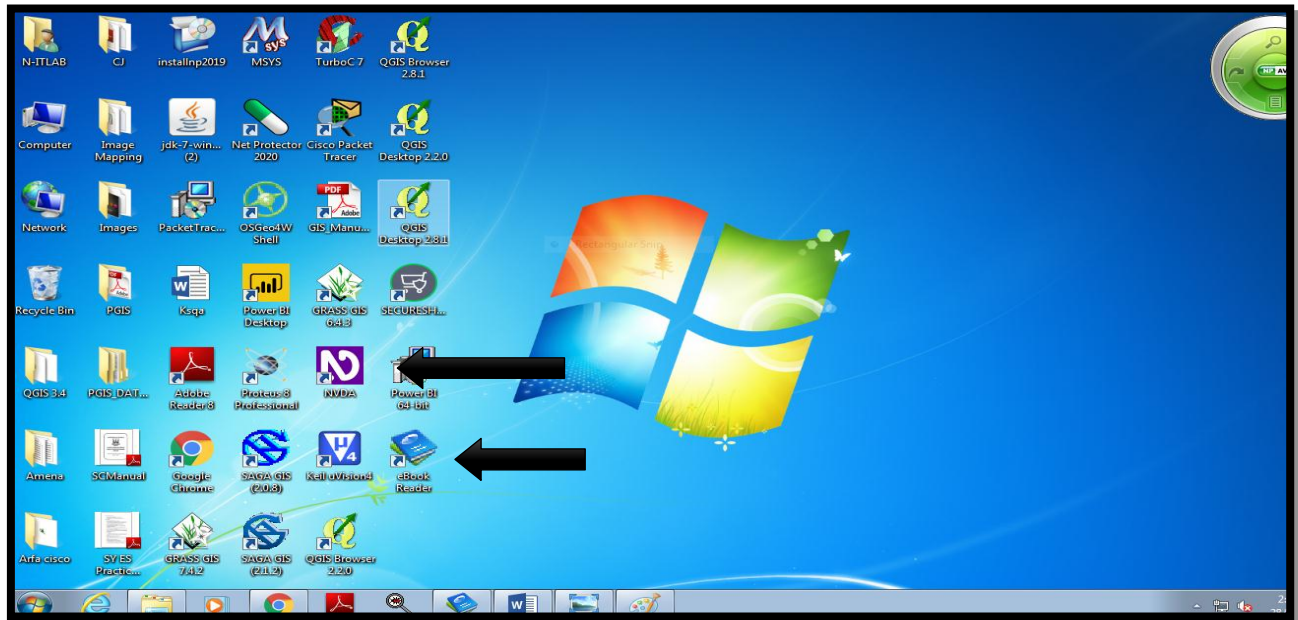 N-ITLAB
CJ
installnp2019
MSYS
TurboC 7
QGIS Browser
2.8.1
Computer
Image
Mapping
jdk-7-win...
(2)
Net Protector
2020
Cisco Packet
Tracer
QGIS
Desktop 2.2.0
Network
Images
PacketTrac...
OSGeo4W
Shell
GIS_Manu...
QGIS
Desktop 2.8.1
Rectangular Snip
Recycle Bin
PGIS
Ksqa
Power BI
Desktop
GRASS GIS
6.4.3
SECURESH...
QGIS 3.4
PGIS_DAT...
Adobe
Reader 8
Proteus 8
Professional
NVDA
Power BI
64-bit
Amena
SCManual
Google
Chrome
SAGA GIS
(2.0.8)
Keil uVision4
eBook
Reader
Arfa cisco
SY ES
Practic...
GRASS GIS
7.4.2
SAGA GIS
(2.1.2)
QGIS Browser
2.2.0